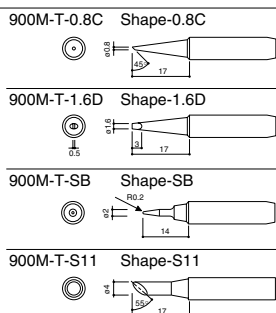 900M-T-0.8C Shape-0.8C
ø0.8
45°
17
900M-T-1.6D Shape-1.6D
ø1.6
0.5
3
17
900M-T-SB Shape-SB
R0.2
ø2
14
900M-T-S11 Shape-S11
ø4
55°
17